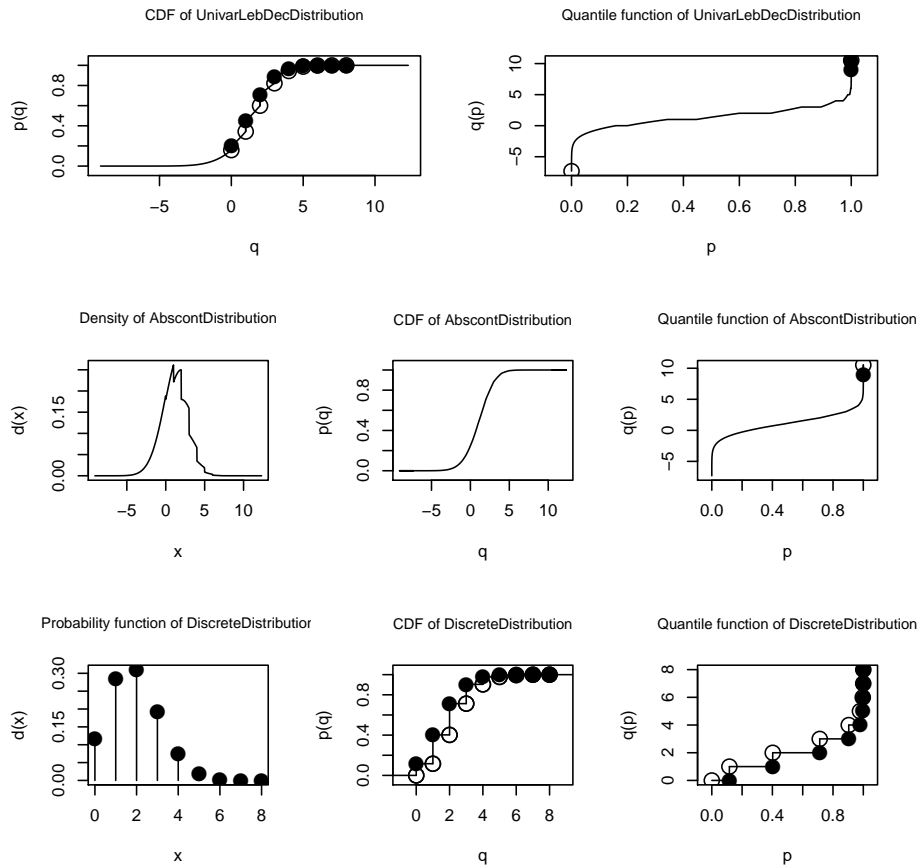 CDF of UnivarLebDecDistribution
p(q)
0.0 0.4 0.8
−5 0 5 10
q
Quantile function of UnivarLebDecDistribution
q(p)
−5 0 5 10
0.0 0.2 0.4 0.6 0.8 1.0
p
Density of AbscontDistribution
d(x)
0.00 0.15
−5 0 5 10
x
CDF of AbscontDistribution
p(q)
0.0 0.4 0.8
−5 0 5 10
q
Quantile function of AbscontDistribution
q(p)
−5 0 5 10
0.0 0.4 0.8
p
Probability function of DiscreteDistribution
d(x)
0.00 0.15 0.30
0 2 4 6 8
x
CDF of DiscreteDistribution
p(q)
0.0 0.4 0.8
0 2 4 6 8
q
Quantile function of DiscreteDistribution
q(p)
0 2 4 6 8
0.0 0.4 0.8
p